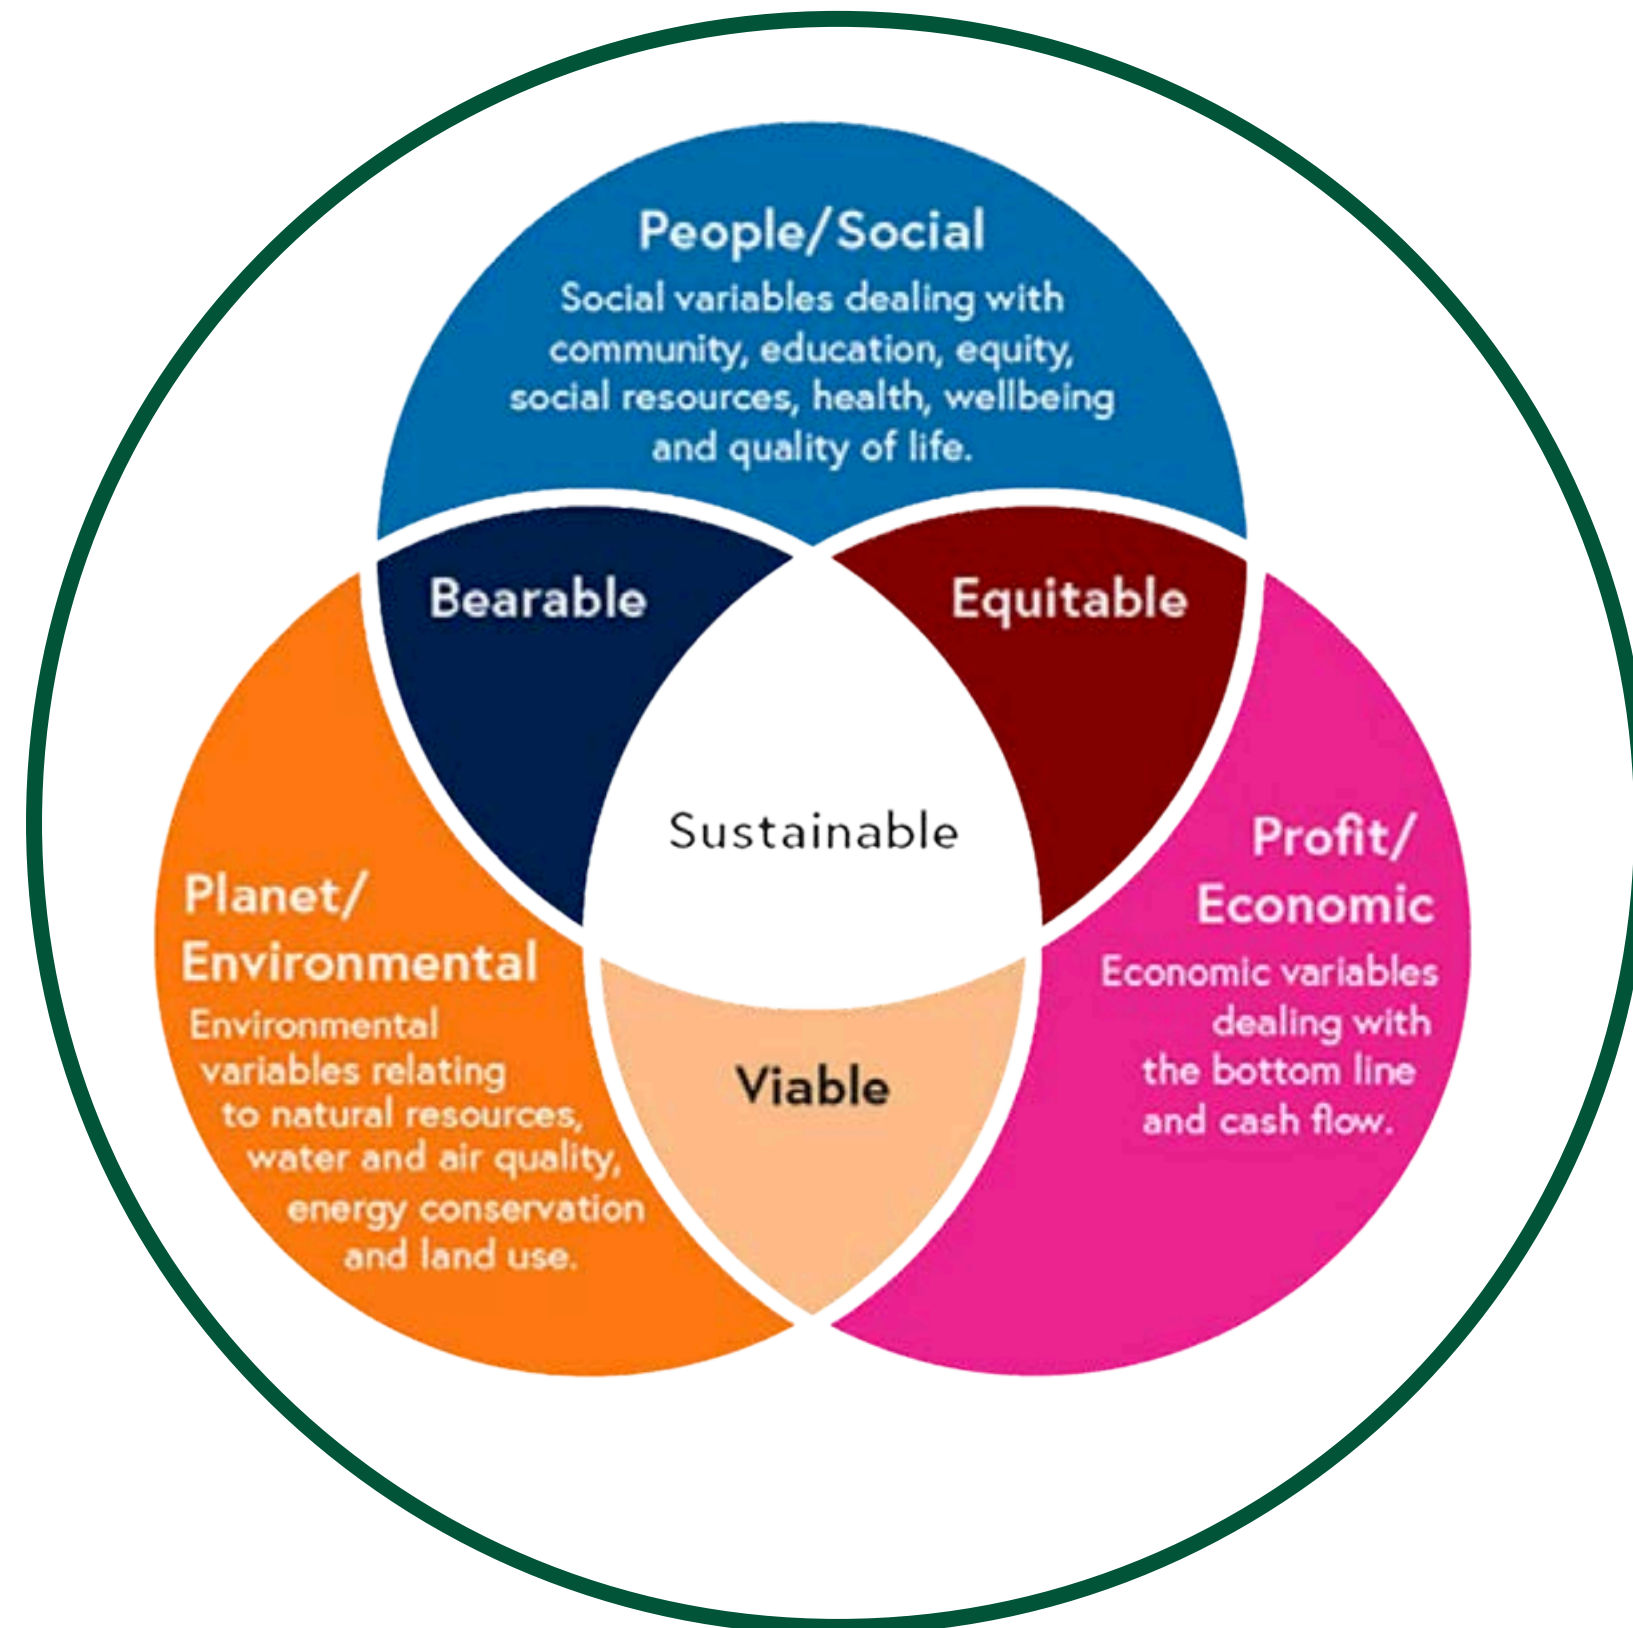 People/Social
Social variables dealing with
community, education, equity,
social resources, health, wellbeing
and quality of life.
Bearable
Equitable
Sustainable
Planet/
Environmental
Environmental
variables relating
to natural resources,
water and air quality,
energy conservation
and land use.
Viable
Profit/
Economic
Economic variables
dealing with
the bottom line
and cash flow.